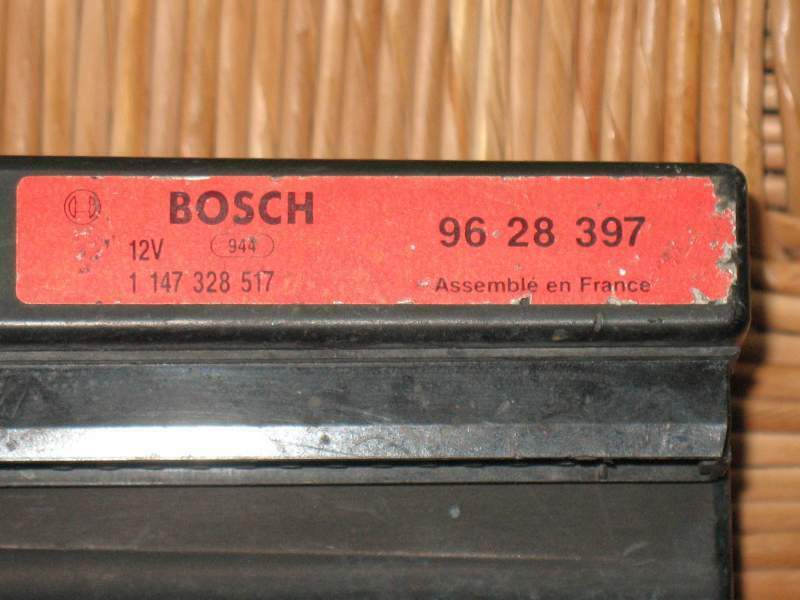 BOSCH
12V 944
1 147 328 517
96 28 397
Assemblé en France